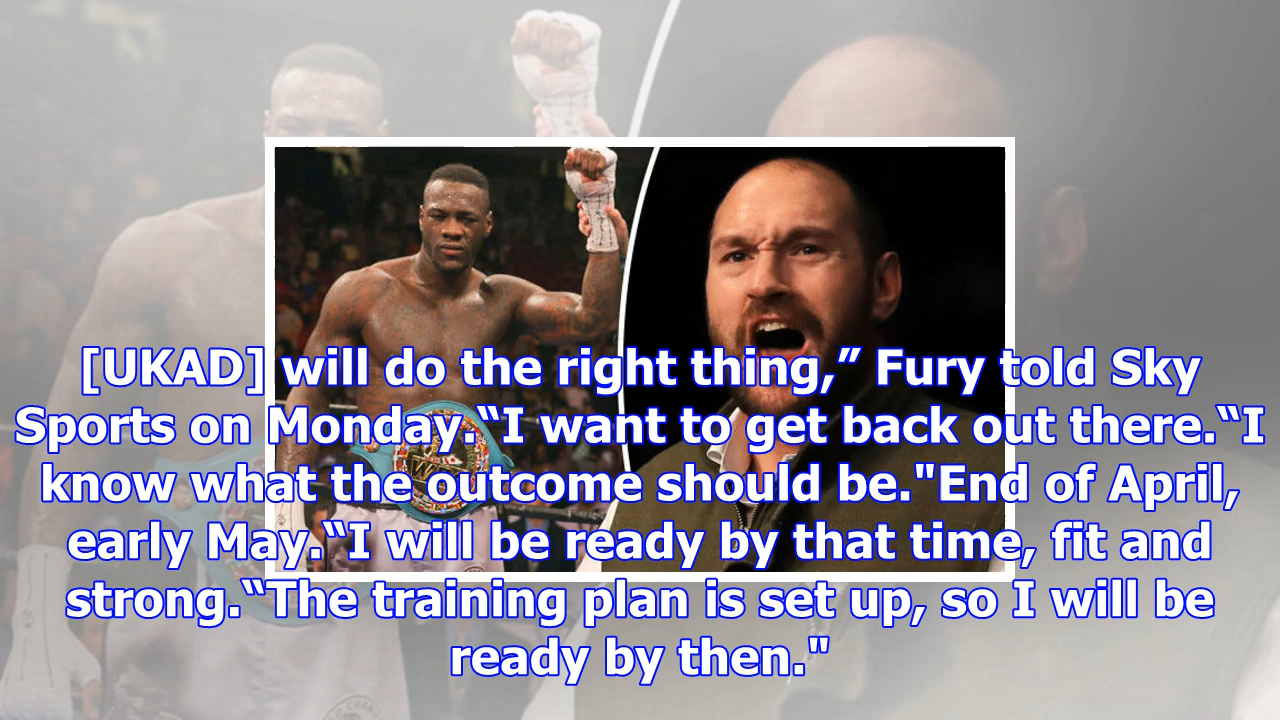 [UKAD] will do the right thing,” Fury told Sky
Sports on Monday.“I want to get back out there.“I
know what the outcome should be."End of April,
early May.“I will be ready by that time, fit and
strong.“The training plan is set up, so I will be
ready by then."